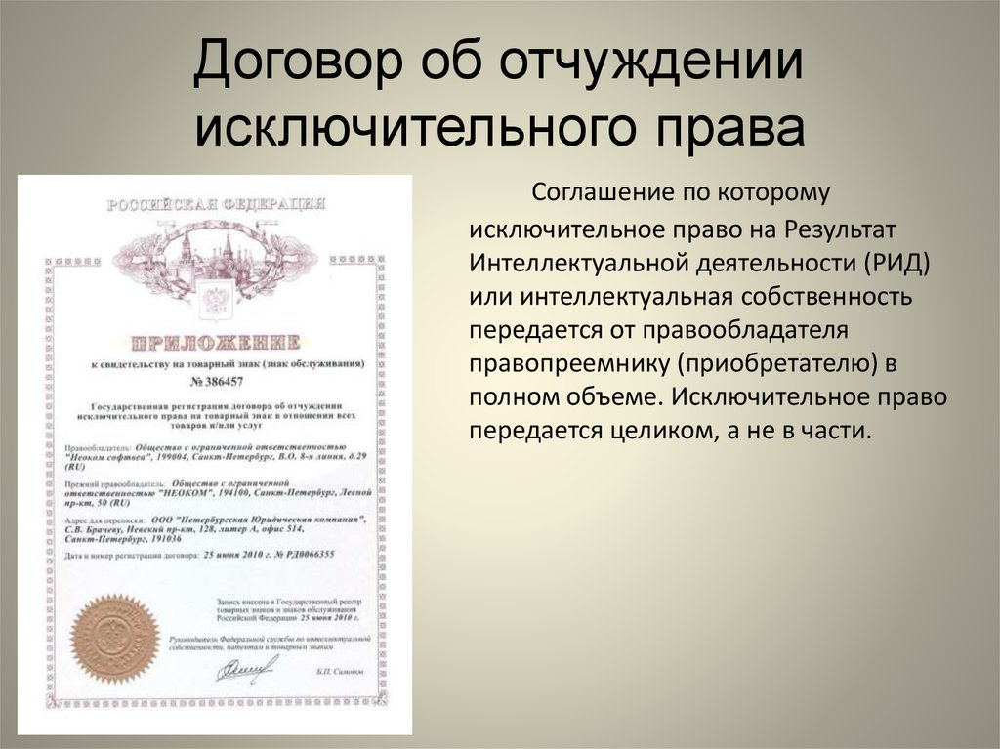 Договор об отчуждении
исключительного права
Соглашение по которому
исключительное право на Результат
Интеллектуальной деятельности (РИД)
или интеллектуальная собственность
передается от правообладателя
правопреемнику (приобретателю) в
полном объеме. Исключительное право
передается целиком, а не в части.
РОССИЙСКАЯ ФЕДЕРАЦИЯ
ПРИЛОЖЕНИЕ
к свидетельству на товарный знак (знак обслуживания)
№ 386457
Государственная регистрация договора об отчуждении
исключительного права на товарный знак в отношении всех
товаров и/или услуг
Правообладатель: Общество с ограниченной ответственностью
"Неоком софтвеа", 199004, Санкт-Петербург, В.О. 8-я линия, д.29
(RU)
Прежний правообладатель: Общество с ограниченной
ответственностью "НЕОКОМ", 194100, Санкт-Петербург, Лесной
пр-кт, 50 (RU)
Адрес для переписки: ООО "Петербургская Юридическая компания",
С.В. Брачеву, Невский пр-кт, 128, литер А, офис 514,
Санкт-Петербург, 191036
Дата и номер регистрации договора: 25 июня 2010 г. № РД0066355
Запись внесена в Государственный реестр
товарных знаков и знаков обслуживания
Российской Федерации 25 июня 2010 г.
Руководитель Федеральной службы по интеллектуальной
собственности, патентам и товарным знакам
Б.П. Симонов